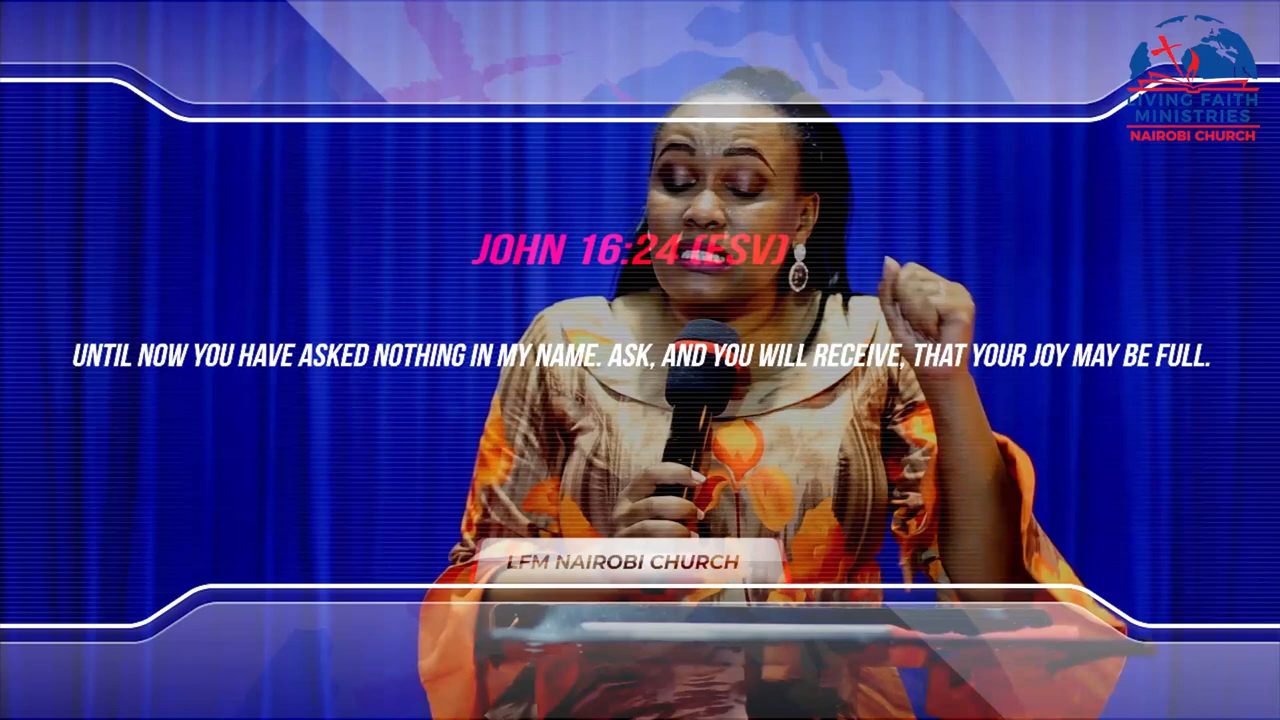 LIVING FAITH
MINISTRIES
NAIROBI CHURCH
JOHN 16:24 (ESV)
UNTIL NOW YOU HAVE ASKED NOTHING IN MY NAME. ASK, AND YOU WILL RECEIVE, THAT YOUR JOY MAY BE FULL.
LFM NAIROBI CHURCH